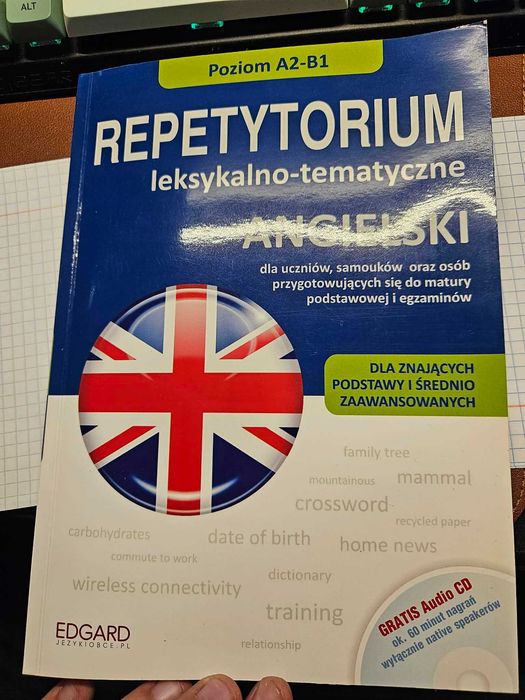 ALT
Poziom A2-B1
REPETYTORIUM
leksykalno-tematyczne
ANGIELSKI
dla uczniów, samouków oraz osób
przygotowujących się do matury
podstawowej i egzaminów
DLA ZNAJĄCYCH
PODSTAWY I ŚREDNIO
ZAAWANSOWANYCH
family tree
mountainous
mammal
crossword
recycled paper
carbohydrates
date of birth
home news
commute to work
dictionary
wireless connectivity
training
relationship
GRATIS Audio CD
ok. 60 minut nagrań
wyłącznie native speakerów
EDGARD
JEZYKIOBCE.PL